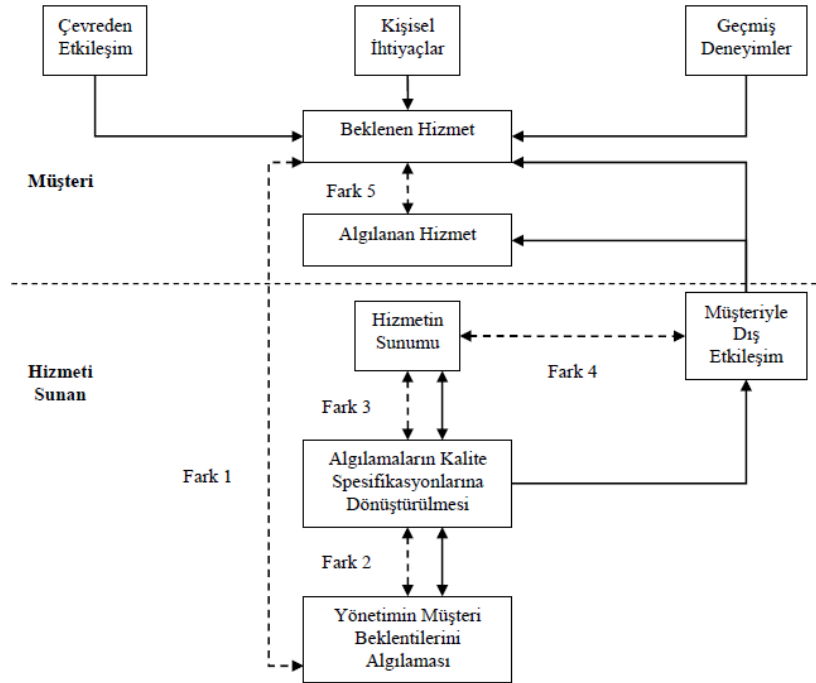 Çevreden
Etkileşim
Kişisel
İhtiyaçlar
Geçmiş
Deneyimler
Beklenen Hizmet
Müşteri
Fark 5
Algılanan Hizmet
Hizmetin
Sunumu
Müşteriyle
Dış
Etkileşim
Hizmeti
Sunan
Fark 4
Fark 3
Algılamaların Kalite
Spesifikasyonlarına
Dönüştürülmesi
Fark 1
Fark 2
Yönetimin Müşteri
Beklentilerini
Algılaması